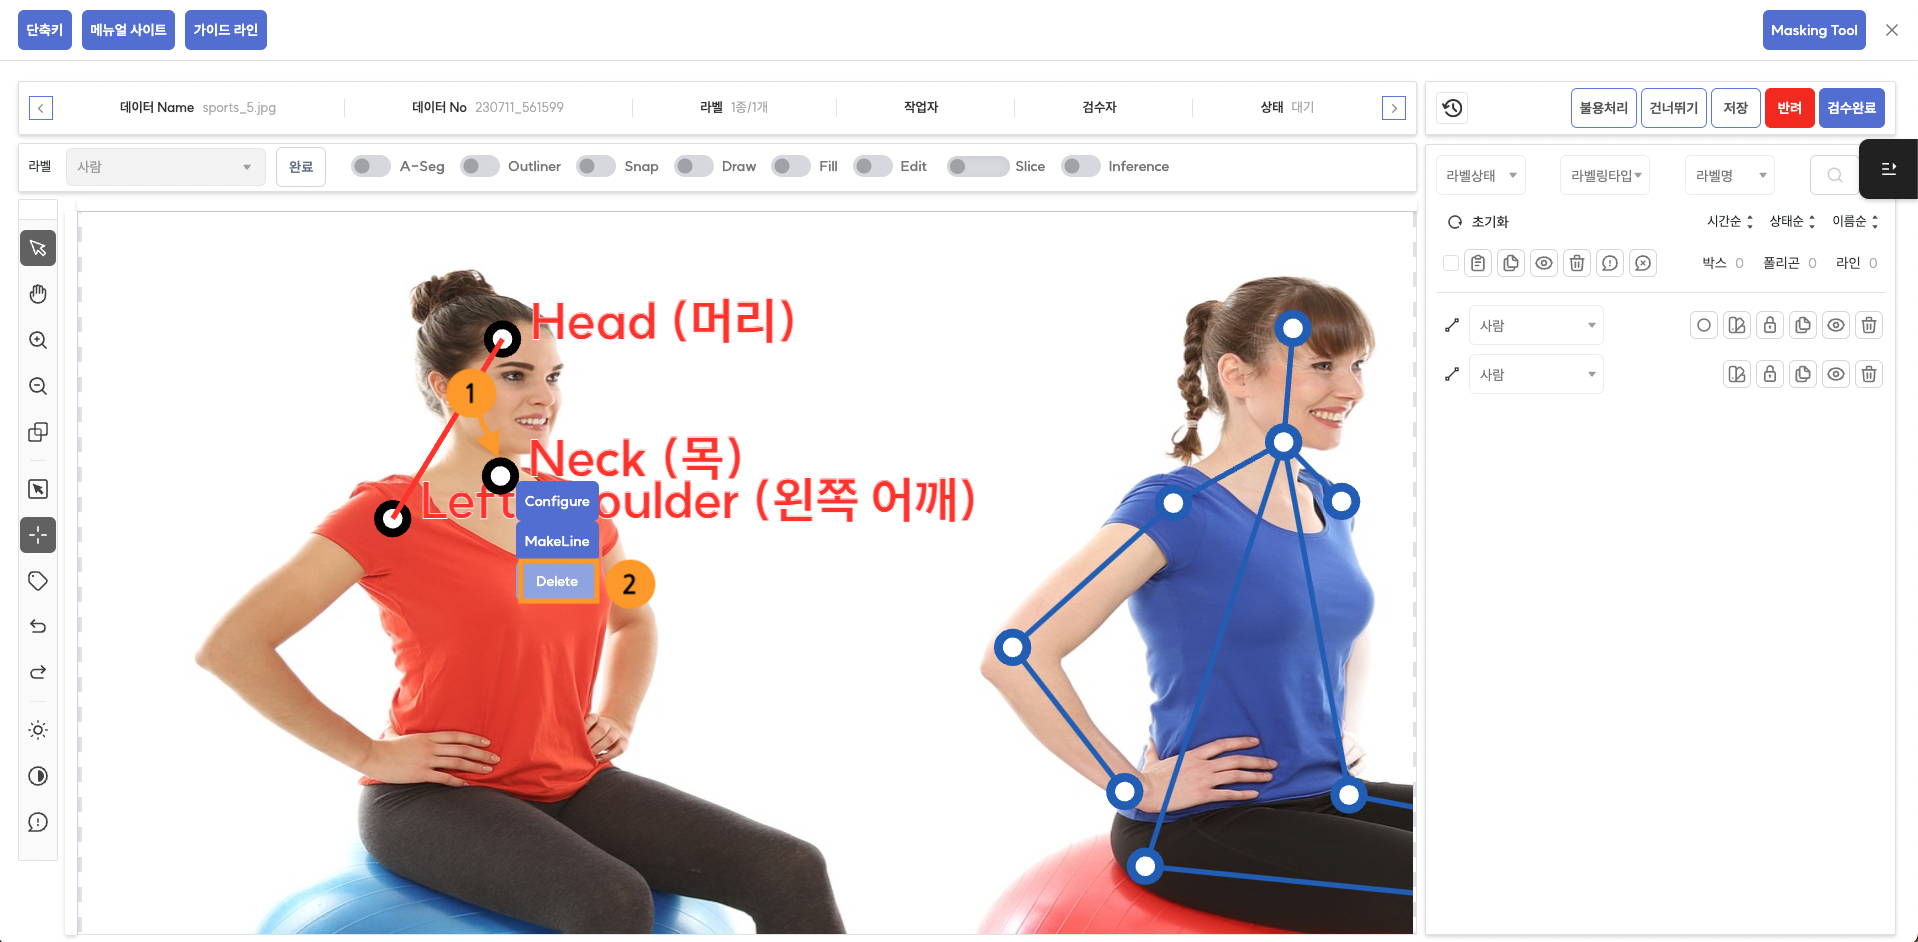 단축키
메뉴얼 사이트
가이드 라인
Masking Tool
데이터 Name sports_5.jpg
데이터 No 230711_561599
라벨 1종/1개
작업자
검수자
상태 대기
불용처리
건너뛰기
저장
반려
검수완료
라벨 사람
완료
A-Seg
Outliner
Snap
Draw
Fill
Edit
Slice
Inference
라벨상태
라벨링타입
라벨명
초기화
시간순
상태순
이름순
박스 0
폴리곤 0
라인 0
사람
사람
Head (머리)
1
Neck (목)
Left oulder (왼쪽 어깨)
Configure
MakeLine
Delete
2